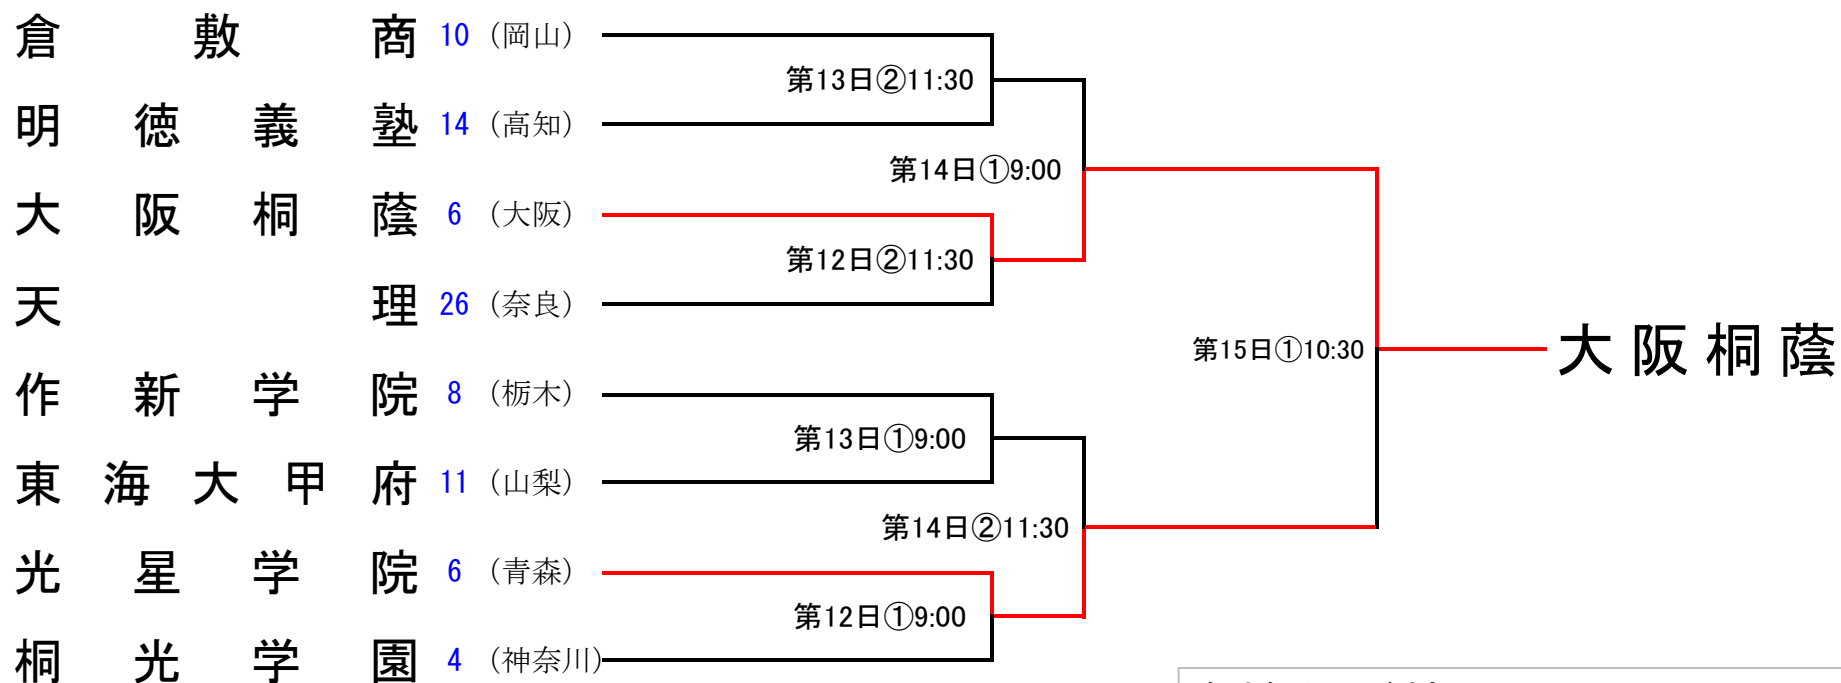 倉敷商 10 (岡山)
第13日②11:30
明徳義塾 14 (高知)
第14日①9:00
大阪桐蔭 6 (大阪)
第12日②11:30
天理 26 (奈良)
第15日①10:30
大阪桐蔭
作新学院 8 (栃木)
第13日①9:00
東海大甲府 11 (山梨)
第14日②11:30
光星学院 6 (青森)
第12日①9:00
桐光学園 4 (神奈川)